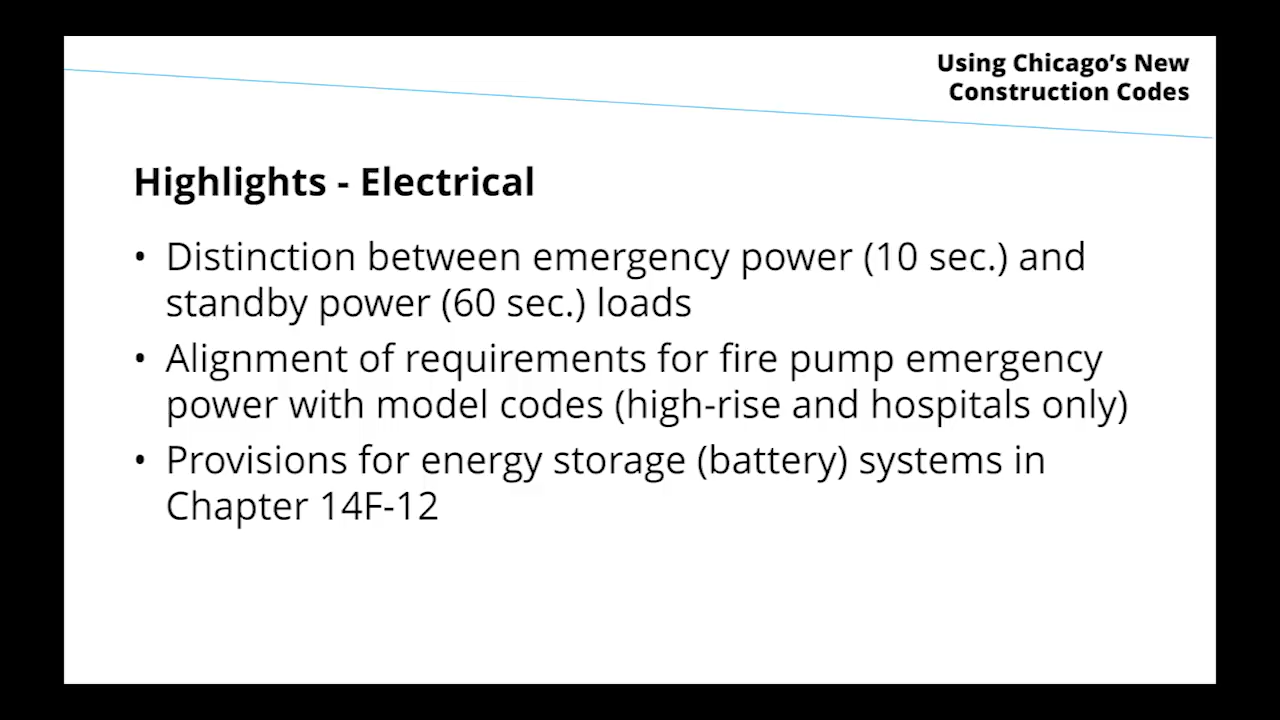 Using Chicago’s New
Construction Codes
Highlights - Electrical
• Distinction between emergency power (10 sec.) and
standby power (60 sec.) loads
• Alignment of requirements for fire pump emergency
power with model codes (high-rise and hospitals only)
• Provisions for energy storage (battery) systems in
Chapter 14F-12